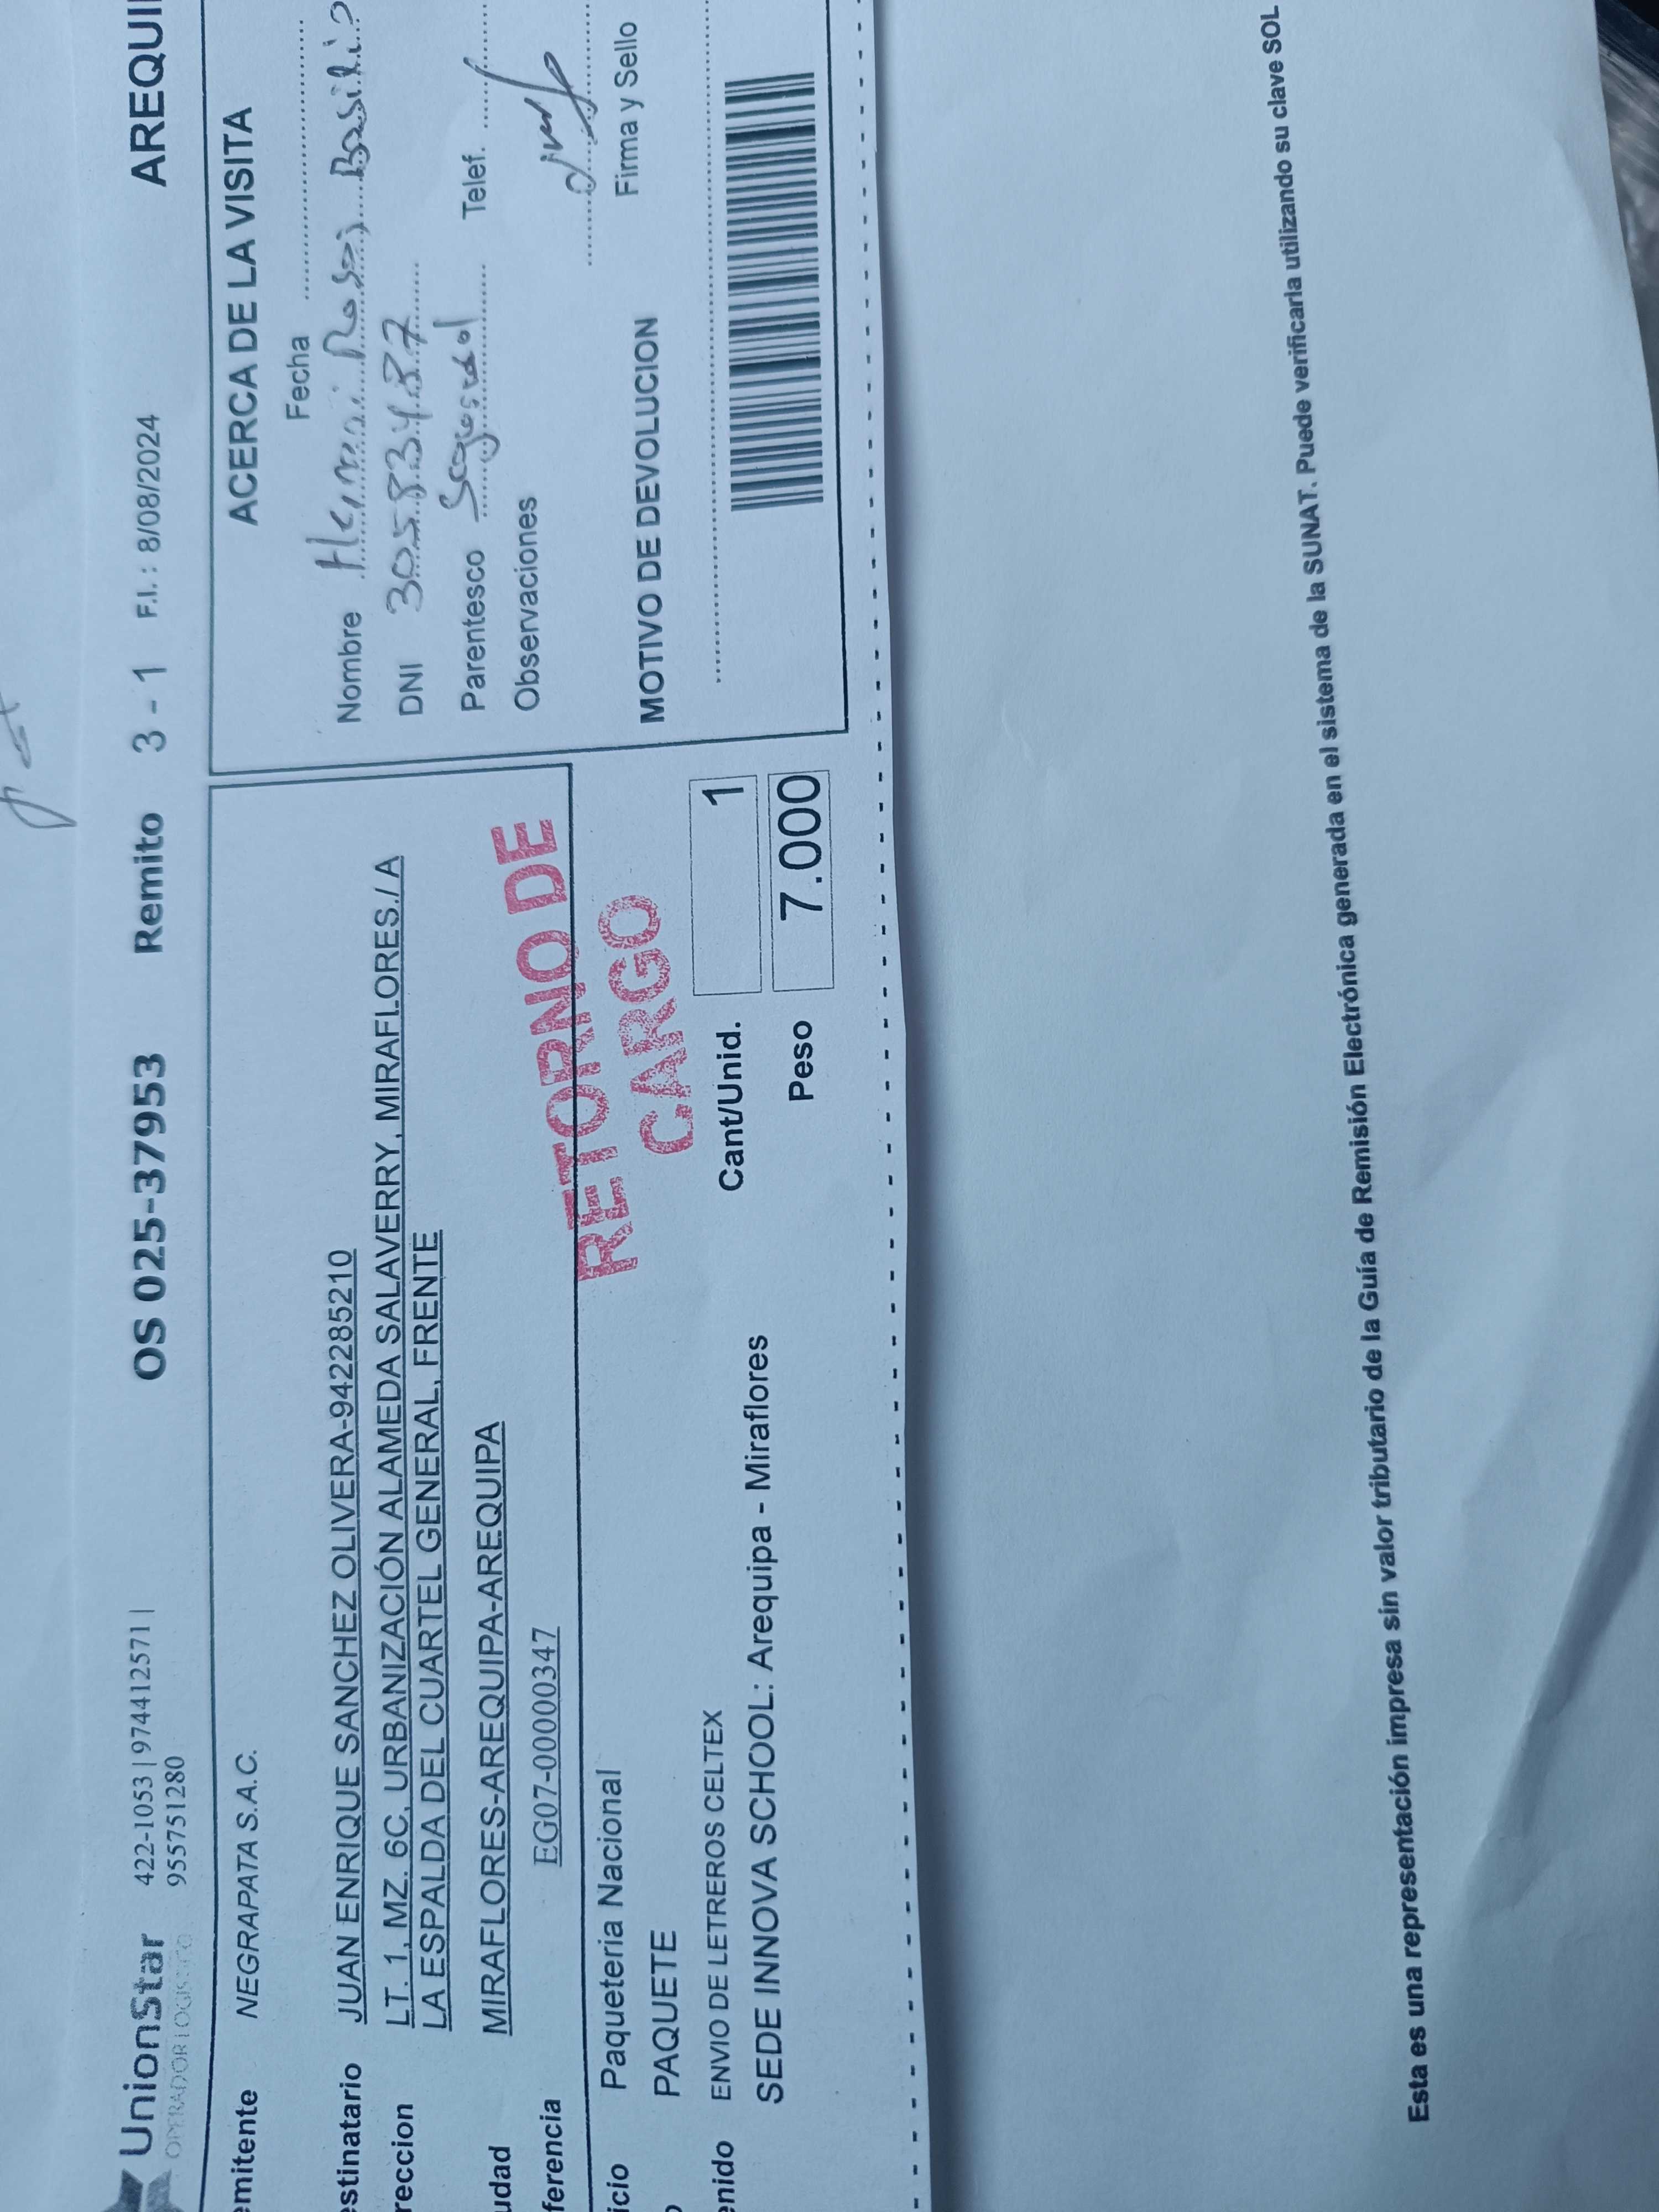 UnionStar 422-1053 | 974412571 | OS 025-37953 Remito 3 - 1 F.I. : 8/08/2024 AREQUI
OPERADOR LOGISTICO 955751280
emitente NEGRAPATA S.A.C.
estinatario JUAN ENRIQUE SANCHEZ OLIVERA-942285210
reccion LT. 1, MZ. 6C, URBANIZACIÓN ALAMEDA SALAVERRY, MIRAFLORES./ A
LA ESPALDA DEL CUARTEL GENERAL, FRENTE
udad MIRAFLORES-AREQUIPA-AREQUIPA
ferencia EG07-00000347
RETORNO DE
CARGO
icio Paqueteria Nacional
PAQUETE
enido ENVIO DE LETREROS CELTEX
SEDE INNOVA SCHOOL: Arequipa - Miraflores
Cant/Unid. 1
Peso 7.000
ACERCA DE LA VISITA
Fecha
Nombre
DNI 30583487
Parentesco Telef.
Observaciones
Firma y Sello
MOTIVO DE DEVOLUCION
Esta es una representación impresa sin valor tributario de la Guía de Remisión Electrónica generada en el sistema de la SUNAT. Puede verificarla utilizando su clave SOL